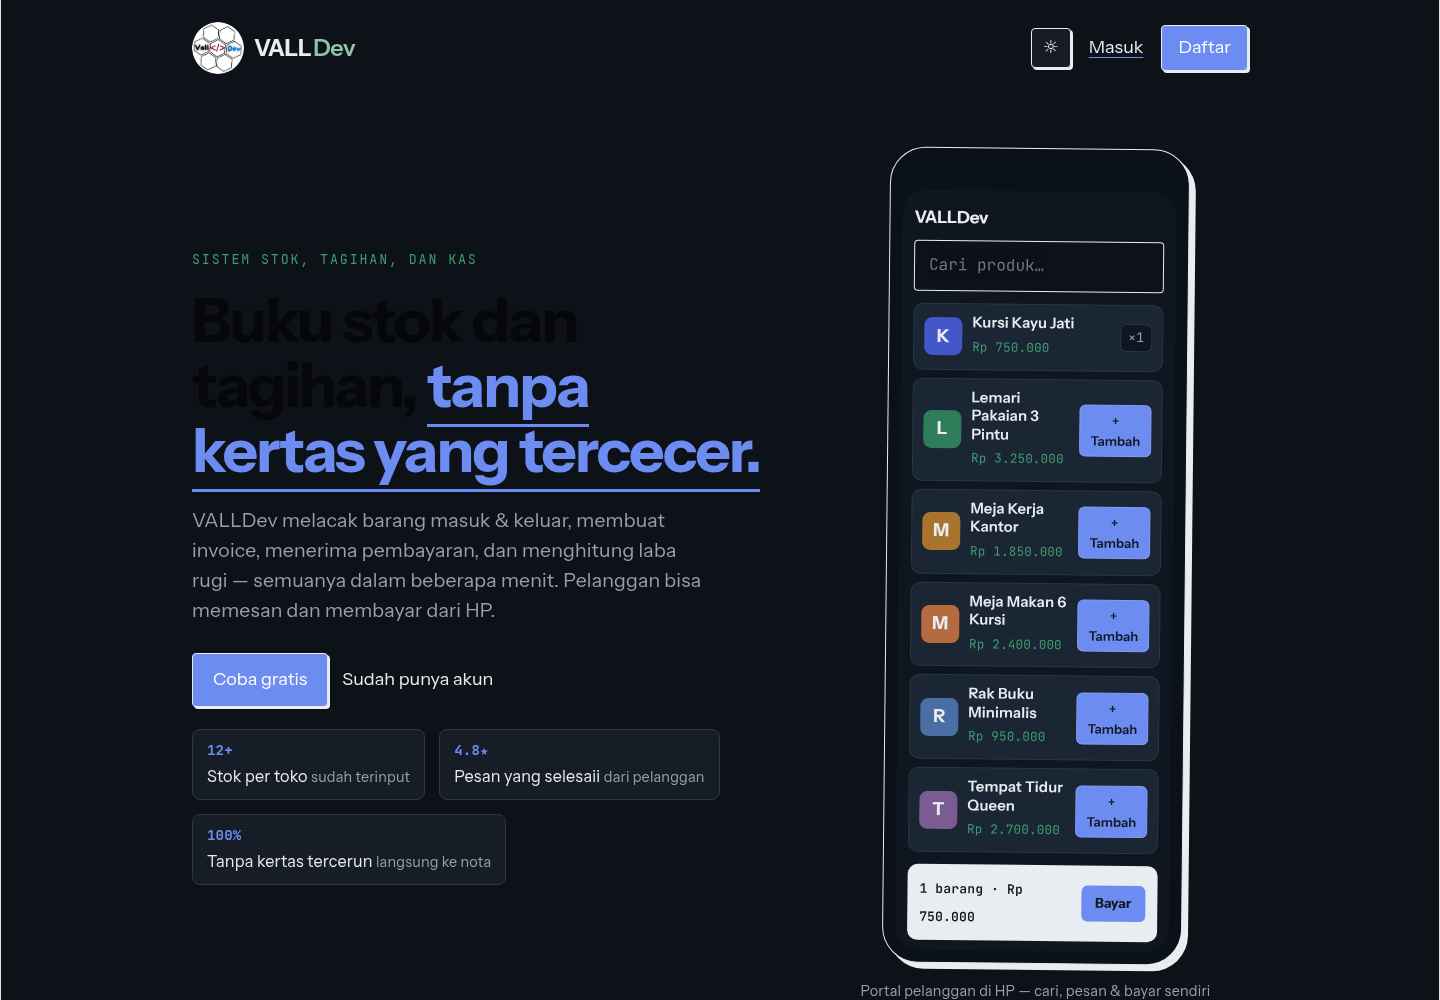 Vall</>Dev
VALLDev
Masuk
Daftar
SISTEM STOK, TAGIHAN, DAN KAS
Buku stok dan
tagihan, tanpa
kertas yang tercecer.
VALLDev melacak barang masuk & keluar, membuat
invoice, menerima pembayaran, dan menghitung laba
rugi — semuanya dalam beberapa menit. Pelanggan bisa
memesan dan membayar dari HP.
Coba gratis
Sudah punya akun
12+
Stok per toko sudah terinput
4.8★
Pesan yang selesaii dari pelanggan
100%
Tanpa kertas tercerun langsung ke nota
VALLDev
Cari produk…
K
Kursi Kayu Jati
Rp 750.000
×1
L
Lemari
Pakaian 3
Pintu
Rp 3.250.000
+
Tambah
M
Meja Kerja
Kantor
Rp 1.850.000
+
Tambah
M
Meja Makan 6
Kursi
Rp 2.400.000
+
Tambah
R
Rak Buku
Minimalis
Rp 950.000
+
Tambah
T
Tempat Tidur
Queen
Rp 2.700.000
+
Tambah
1 barang · Rp
750.000
Bayar
Portal pelanggan di HP — cari, pesan & bayar sendiri